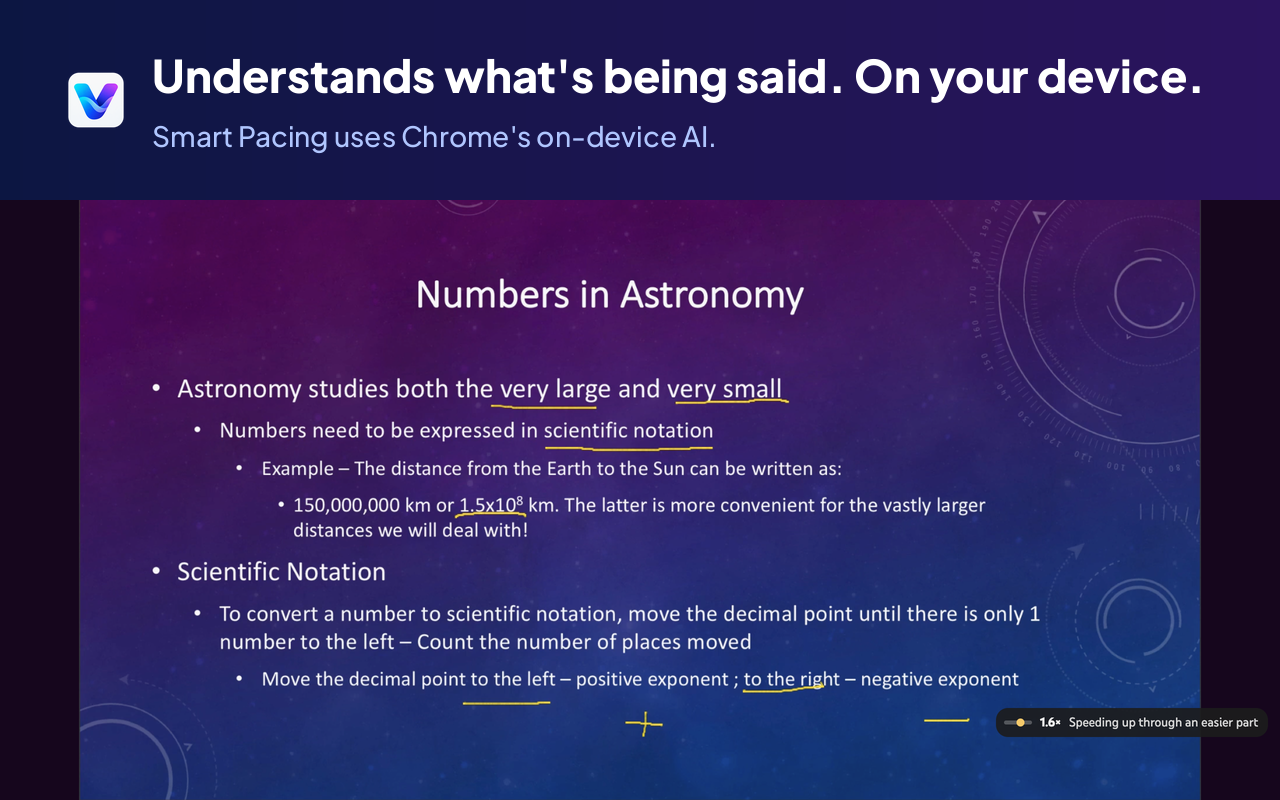 Understands what's being said. On your device.
Smart Pacing uses Chrome's on-device AI.
Numbers in Astronomy
• Astronomy studies both the very large and very small
• Numbers need to be expressed in scientific notation
• Example – The distance from the Earth to the Sun can be written as:
• 150,000,000 km or 1.5x10⁸ km. The latter is more convenient for the vastly larger
distances we will deal with!
• Scientific Notation
• To convert a number to scientific notation, move the decimal point until there is only 1
number to the left – Count the number of places moved
• Move the decimal point to the left – positive exponent ; to the right – negative exponent
+ —
1.6× Speeding up through an easier part